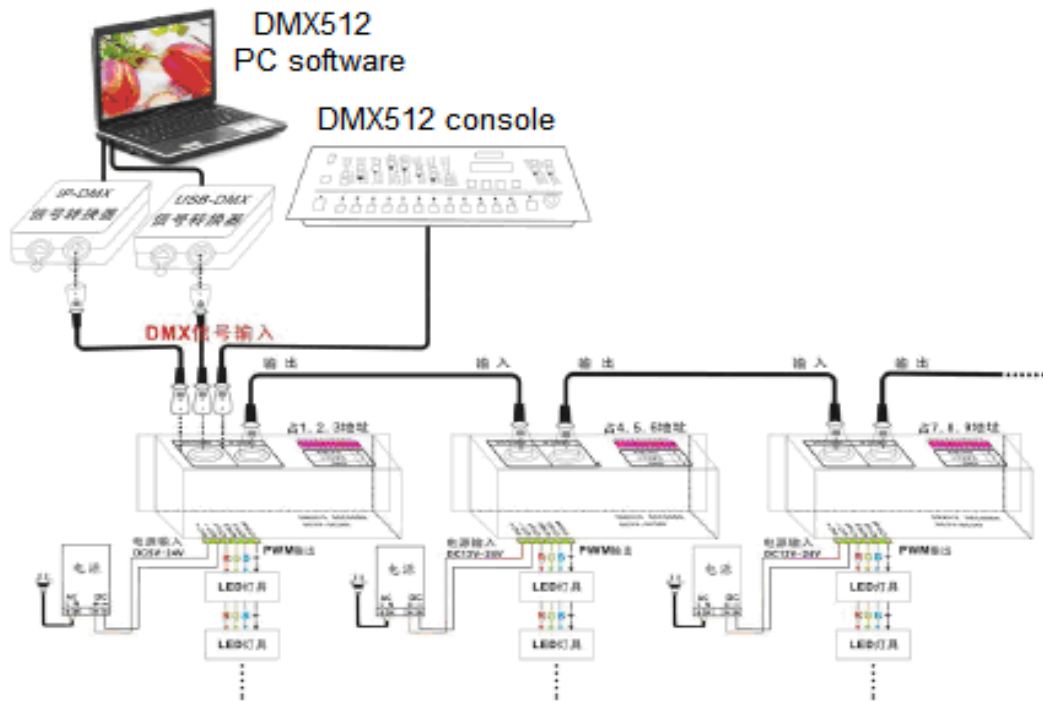 DMX512
PC software
DMX512 console
IP-DMX
信号转换器
USB-DMX
信号转换器
DMX信号输入
输出
输入
输出
输入
输出
占1.2.3地址
占4.5.6地址
占7.8.9地址
电源输入
DC5V-24V
PWM输出
电源输入
DC12V-24V
PWM输出
电源输入
DC12V-24V
PWM输出
电源
AC
DC
R G B +
LED灯具
R G B +
LED灯具
电源
AC
DC
R G B +
LED灯具
R G B +
LED灯具
电源
AC
DC
R G B +
LED灯具
R G B +
LED灯具